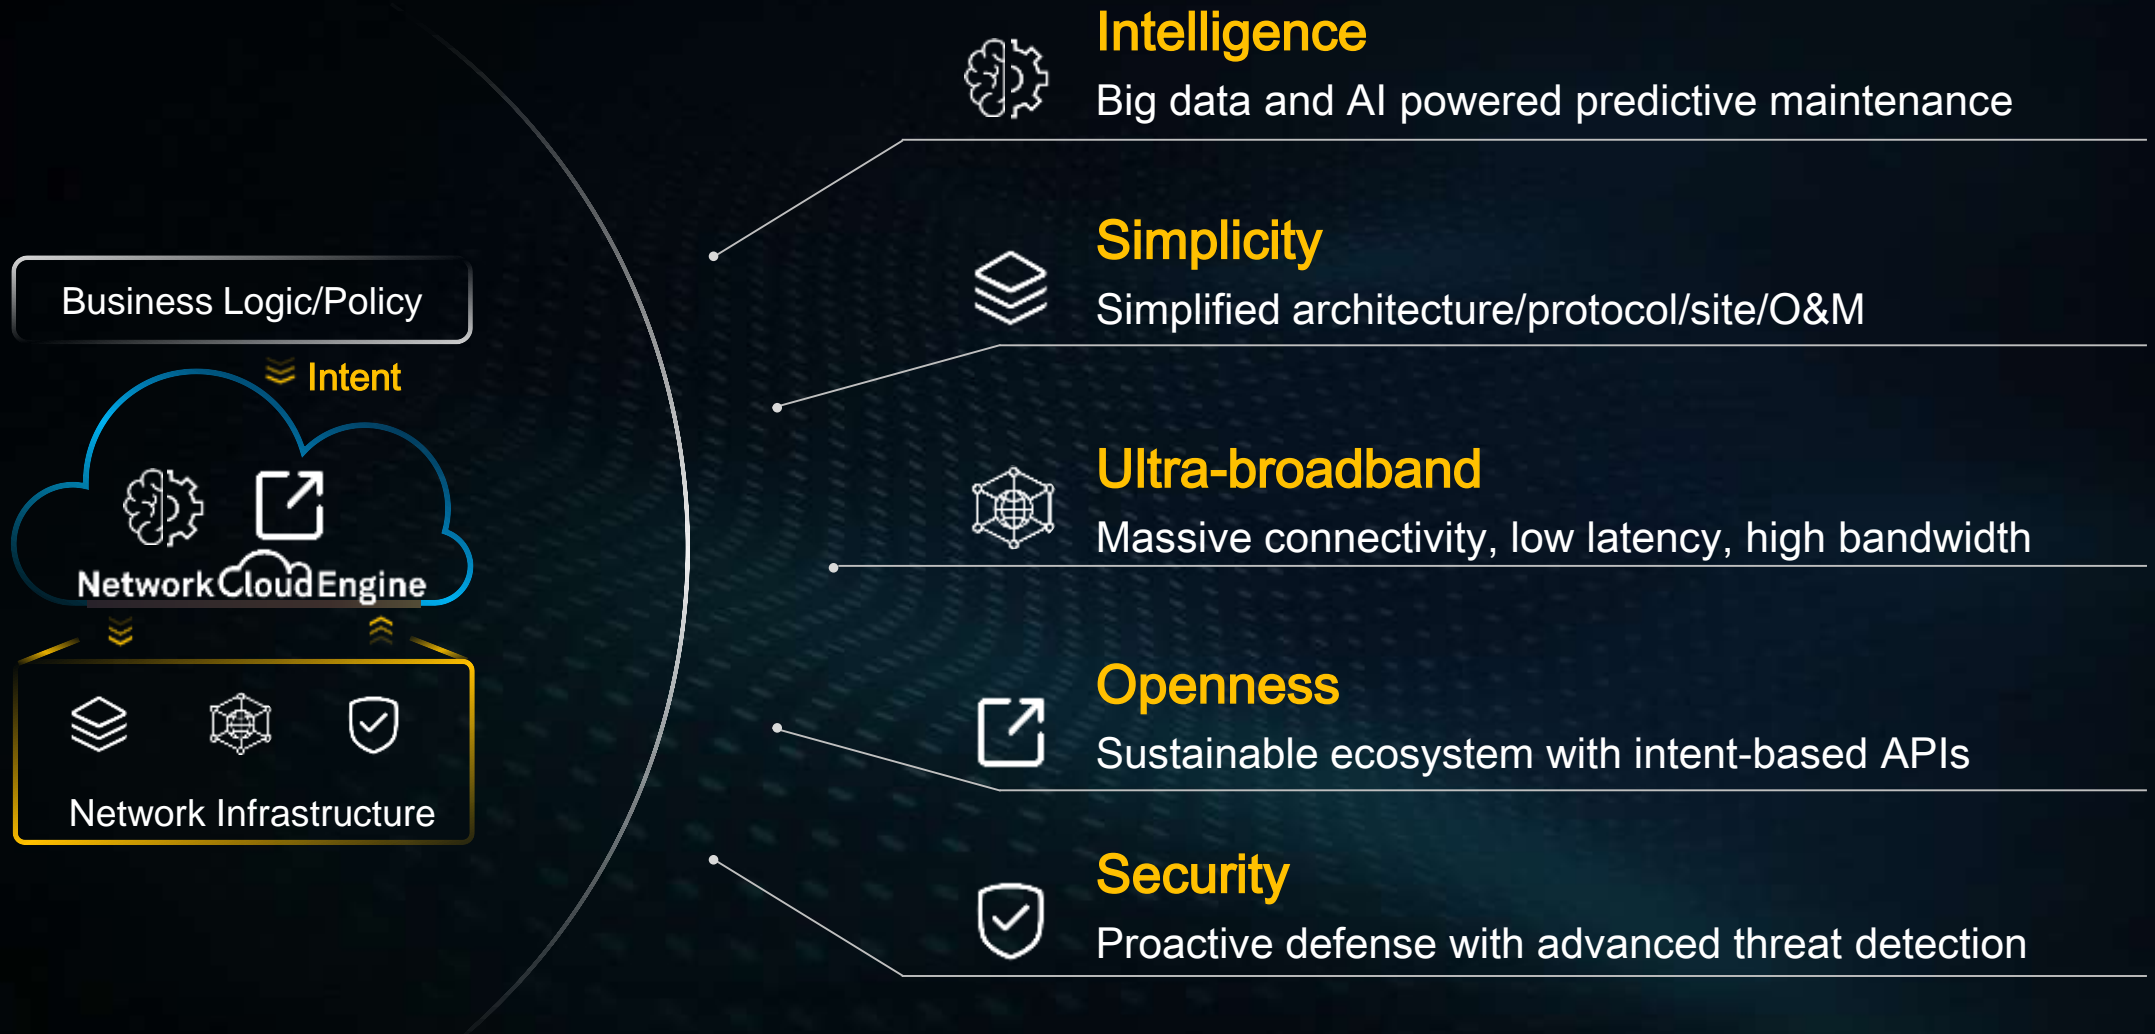 Intelligence
Big data and AI powered predictive maintenance
Simplicity
Simplified architecture/protocol/site/O&M
Ultra-broadband
Massive connectivity, low latency, high bandwidth
Openness
Sustainable ecosystem with intent-based APIs
Security
Proactive defense with advanced threat detection
Business Logic/Policy
Intent
Network Cloud Engine
Network Infrastructure